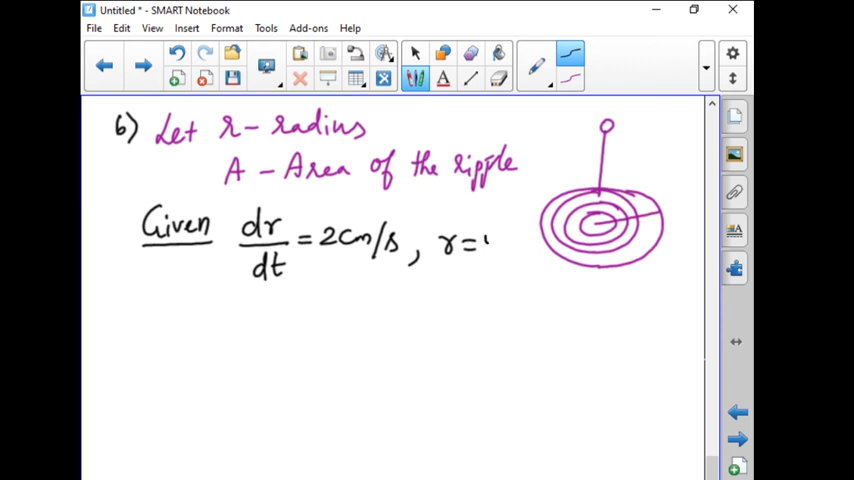 Untitled * - SMART Notebook
File Edit View Insert Format Tools Add-ons Help
6) Let r - radius
A - Area of the ripple
Given dr/dt = 2cm/s, r =